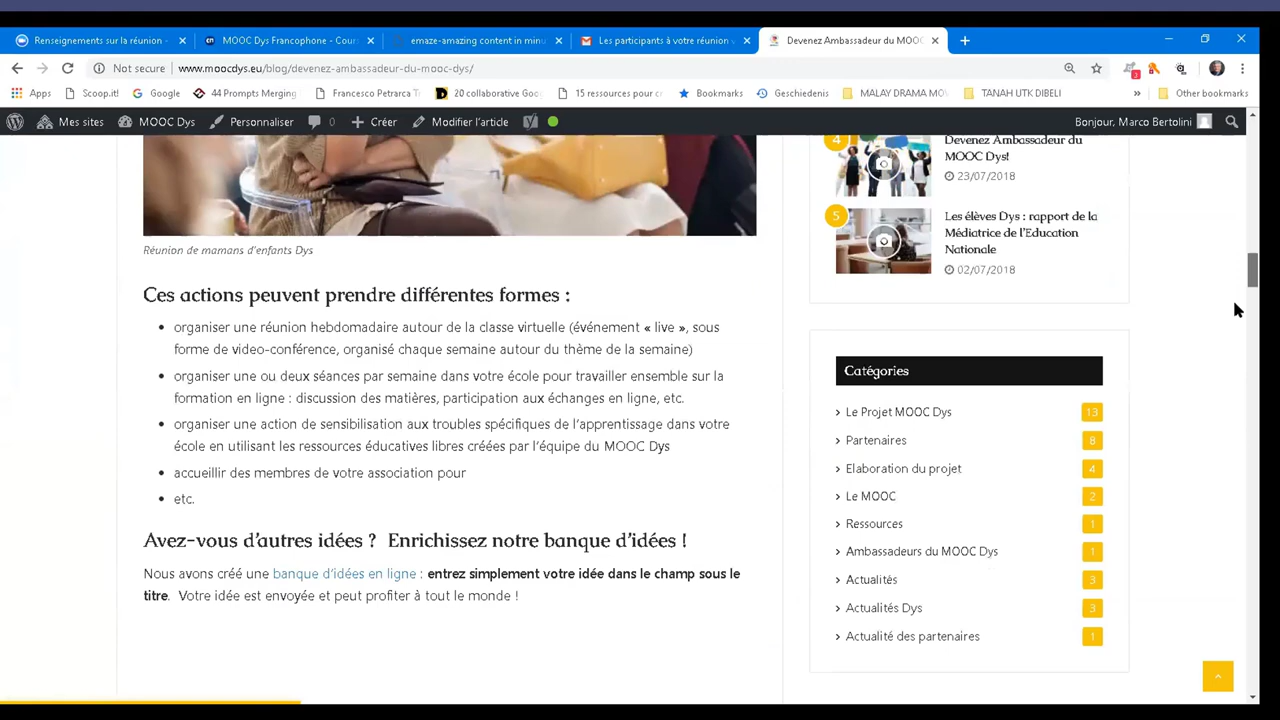 Renseignements sur la réunion -
MOOC Dys Francophone - Cour
emaze-amazing content in minu
Les participants à votre réunion v
Devenez Ambassadeur du MOO
Not secure
www.moocdys.eu/blog/devenez-ambassadeur-du-mooc-dys/
3
Apps
Scoop.it!
Google
44 Prompts Merging
Francesco Petrarca T
20 collaborative Goo
15 ressources pour cr
Bookmarks
Geschiedenis
MALAY DRAMA MO
TANAH UTK DIBELI
»
Other bookmarks
Mes sites
MOOC Dys
Personnaliser
0
Créer
Modifier l'article
Bonjour, Marco Bertolini
Réunion de mamans d'enfants Dys
Ces actions peuvent prendre différentes formes :
• organiser une réunion hebdomadaire autour de la classe virtuelle (événement « live », sous
forme de video-conférence, organisé chaque semaine autour du thème de la semaine)
• organiser une ou deux séances par semaine dans votre école pour travailler ensemble sur la
formation en ligne : discussion des matières, participation aux échanges en ligne, etc.
• organiser une action de sensibilisation aux troubles spécifiques de l'apprentissage dans votre
école en utilisant les ressources éducatives libres créées par l'équipe du MOOC Dys
• accueillir des membres de votre association pour
• etc.
Avez-vous d'autres idées ? Enrichissez notre banque d'idées !
Nous avons créé une banque d'idées en ligne : entrez simplement votre idée dans le champ sous le
titre. Votre idée est envoyée et peut profiter à tout le monde !
4
Devenez Ambassadeur du
MOOC Dys!
23/07/2018
5
Les élèves Dys : rapport de la
Médiatrice de l'Education
Nationale
02/07/2018
Catégories
Le Projet MOOC Dys 13
Partenaires 8
Elaboration du projet 4
Le MOOC 2
Ressources 1
Ambassadeurs du MOOC Dys 1
Actualités 3
Actualités Dys 3
Actualité des partenaires 1